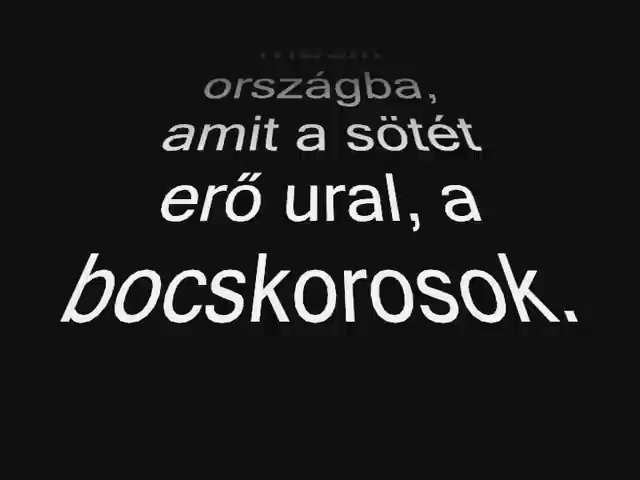 országba,
amit a sötét
erő ural, a
bocskorosok.